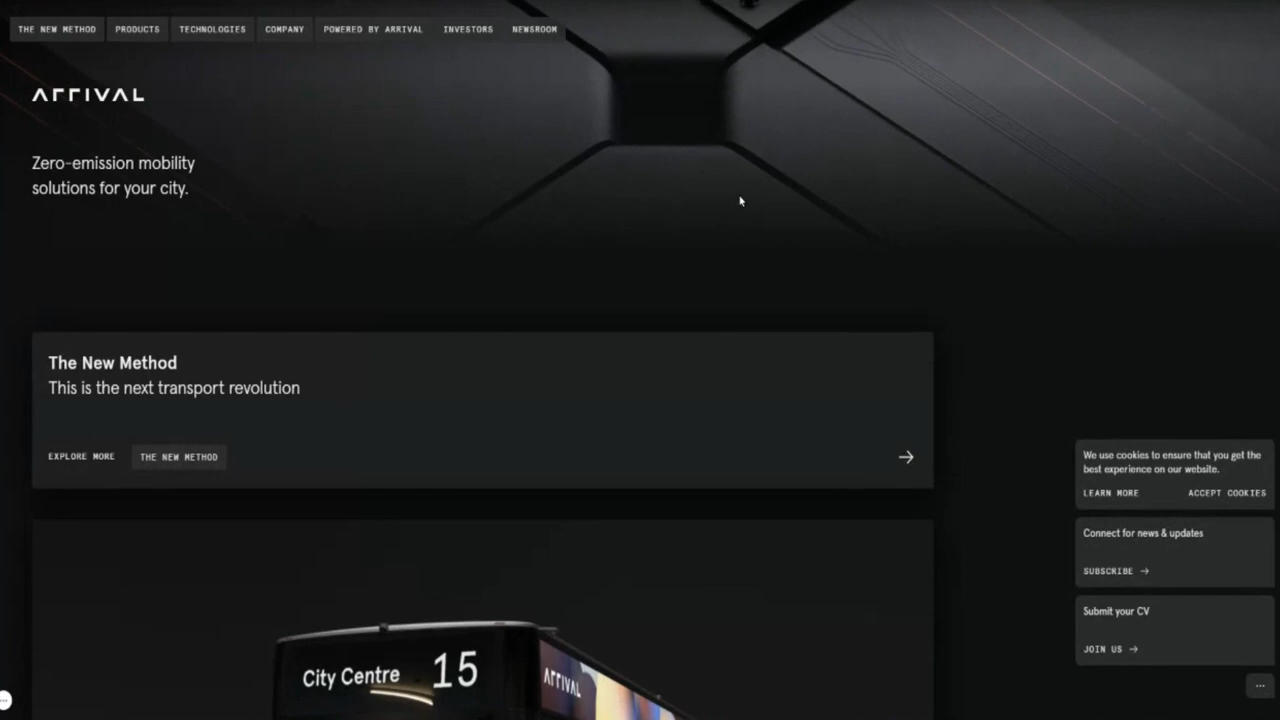 THE NEW METHOD
PRODUCTS
TECHNOLOGIES
COMPANY
POWERED BY ARRIVAL
INVESTORS
NEWSROOM
ARRIVAL
Zero-emission mobility
solutions for your city.
The New Method
This is the next transport revolution
EXPLORE MORE
THE NEW METHOD
We use cookies to ensure that you get the
best experience on our website.
LEARN MORE
ACCEPT COOKIES
Connect for news & updates
SUBSCRIBE →
Submit your CV
JOIN US →
City Centre 15
ARRIVAL